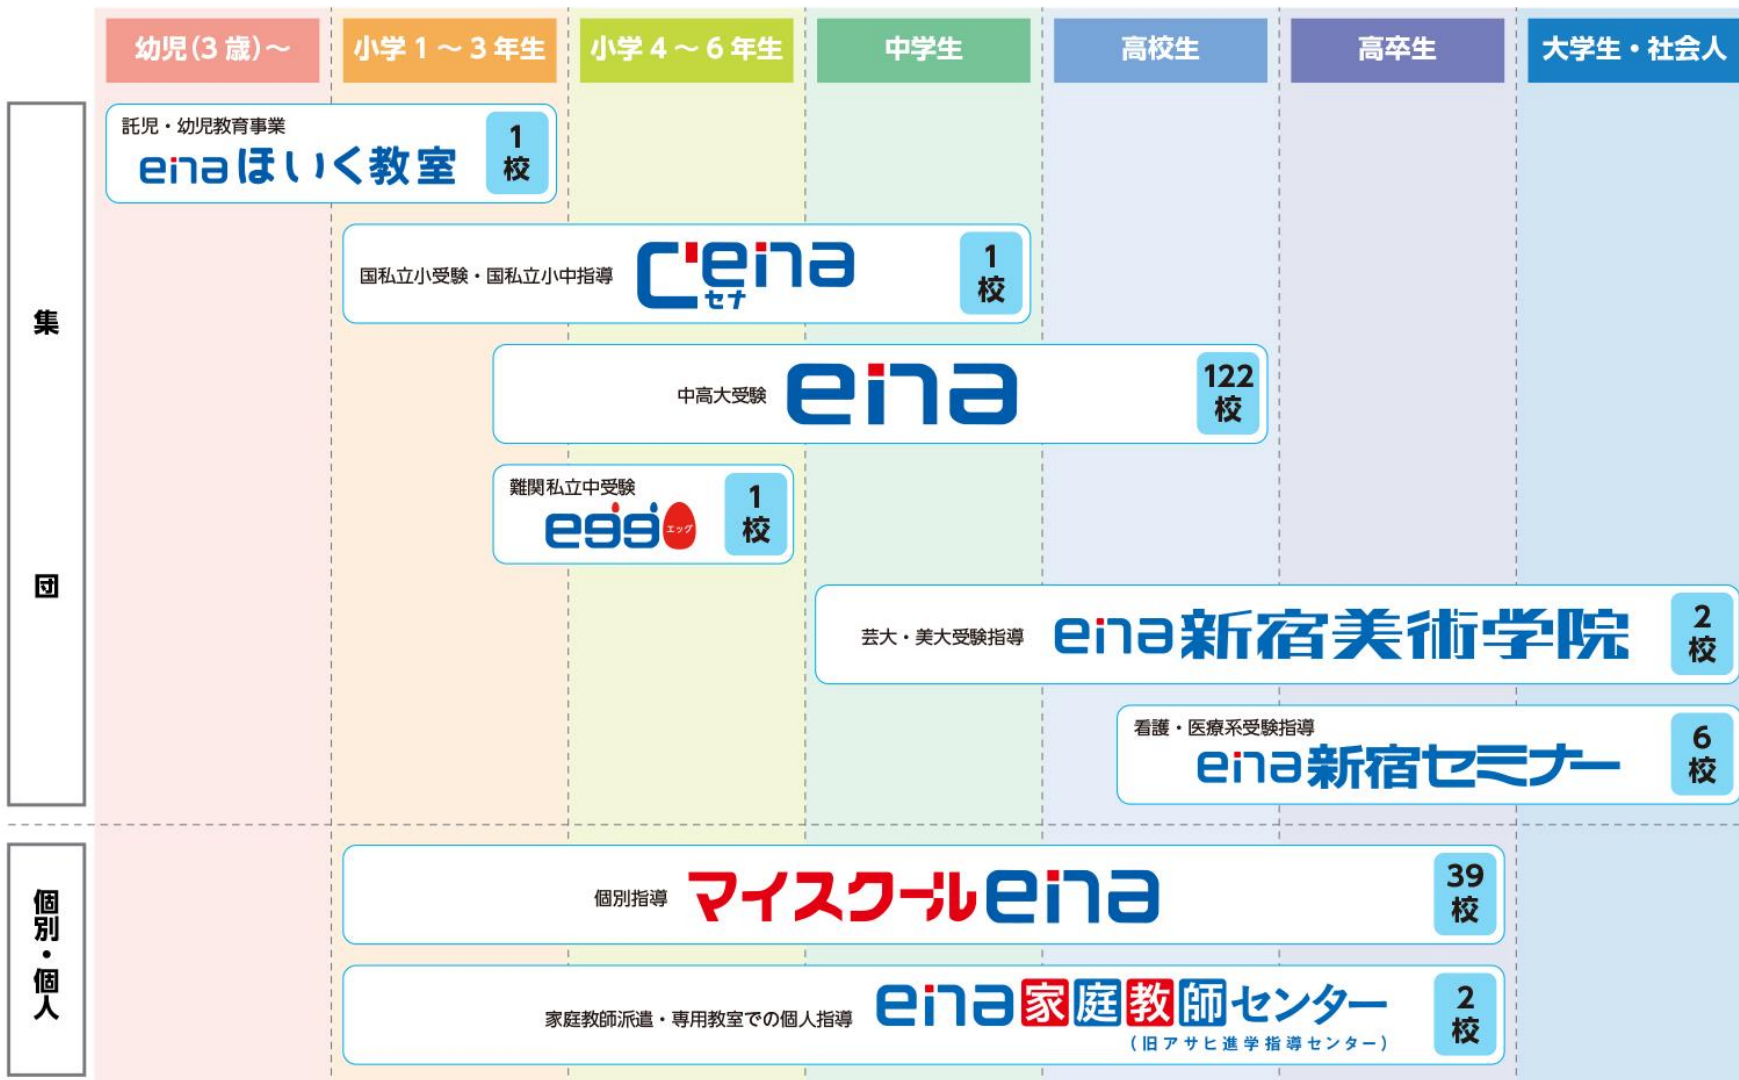 幼児(3歳)～
小学1～3年生
小学4～6年生
中学生
高校生
高卒生
大学生・社会人
集団
託児・幼児教育事業
enaほいく教室
1校
国私立小受験・国私立小中指導
C'ena
セナ
1校
中高大受験
ena
122校
難関私立中受験
egg
エッグ
1校
芸大・美大受験指導
ena新宿美術学院
2校
看護・医療系受験指導
ena新宿セミナー
6校
個別・個人
個別指導
マイスクールena
39校
家庭教師派遣・専用教室での個人指導
ena家庭教師センター
(旧アサヒ進学指導センター)
2校